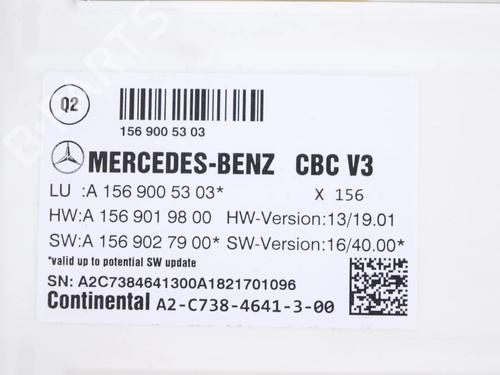 Q2
156 900 53 03
MERCEDES-BENZ CBC V3
LU :A 156 900 53 03* X 156
HW:A 156 901 98 00 HW-Version:13/19.01
SW:A 156 902 79 00* SW-Version:16/40.00*
*valid up to potential SW update
SN: A2C7384641300A1821701096
Continental A2-C738-4641-3-00
B-PARTS